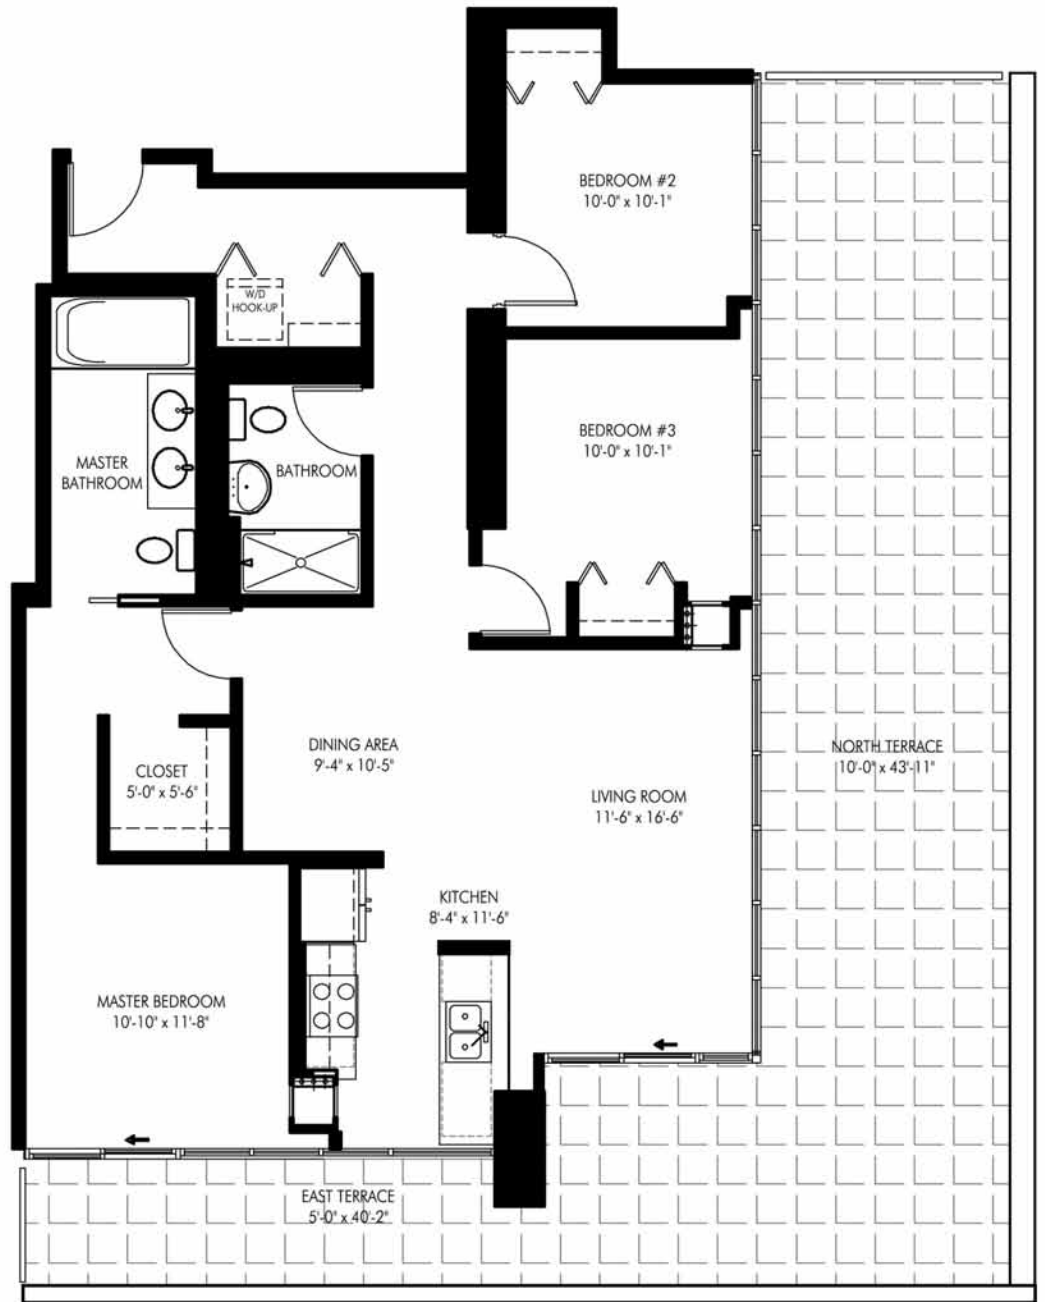 BEDROOM #2
10'-0" x 10'-1"
W/D
HOOK-UP
BEDROOM #3
10'-0" x 10'-1"
MASTER
BATHROOM
BATHROOM
DINING AREA
9'-4" x 10'-5"
NORTH TERRACE
10'-0" x 43'-11"
CLOSET
5'-0" x 5'-6"
LIVING ROOM
11'-6" x 16'-6"
KITCHEN
8'-4" x 11'-6"
MASTER BEDROOM
10'-10" x 11'-8"
EAST TERRACE
5'-0" x 40'-2"